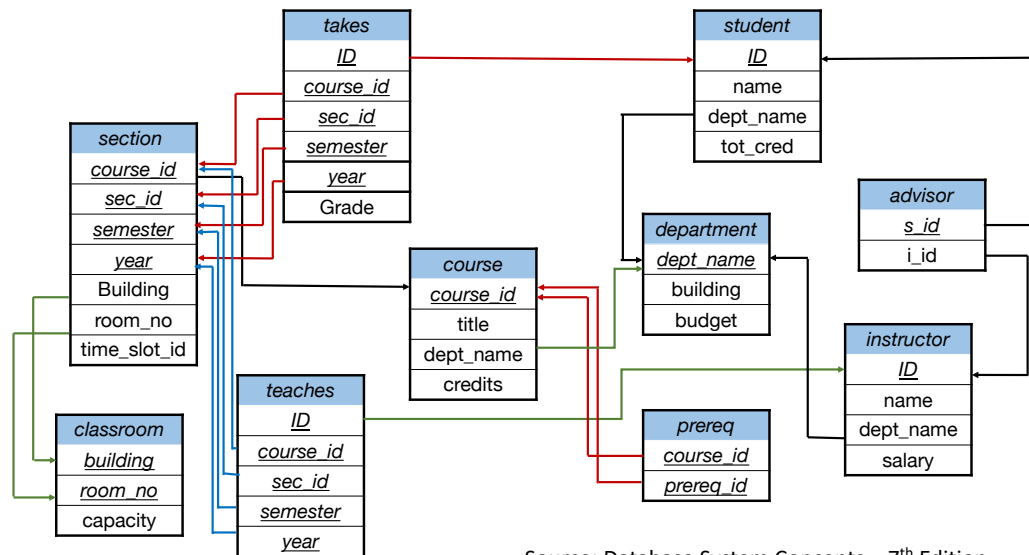 takes
ID
course_id
sec_id
semester
year
Grade
student
ID
name
dept_name
tot_cred
section
course_id
sec_id
semester
year
Building
room_no
time_slot_id
advisor
s_id
i_id
department
dept_name
building
budget
course
course_id
title
dept_name
credits
instructor
ID
name
dept_name
salary
teaches
ID
course_id
sec_id
semester
year
classroom
building
room_no
capacity
prereq
course_id
prereq_id